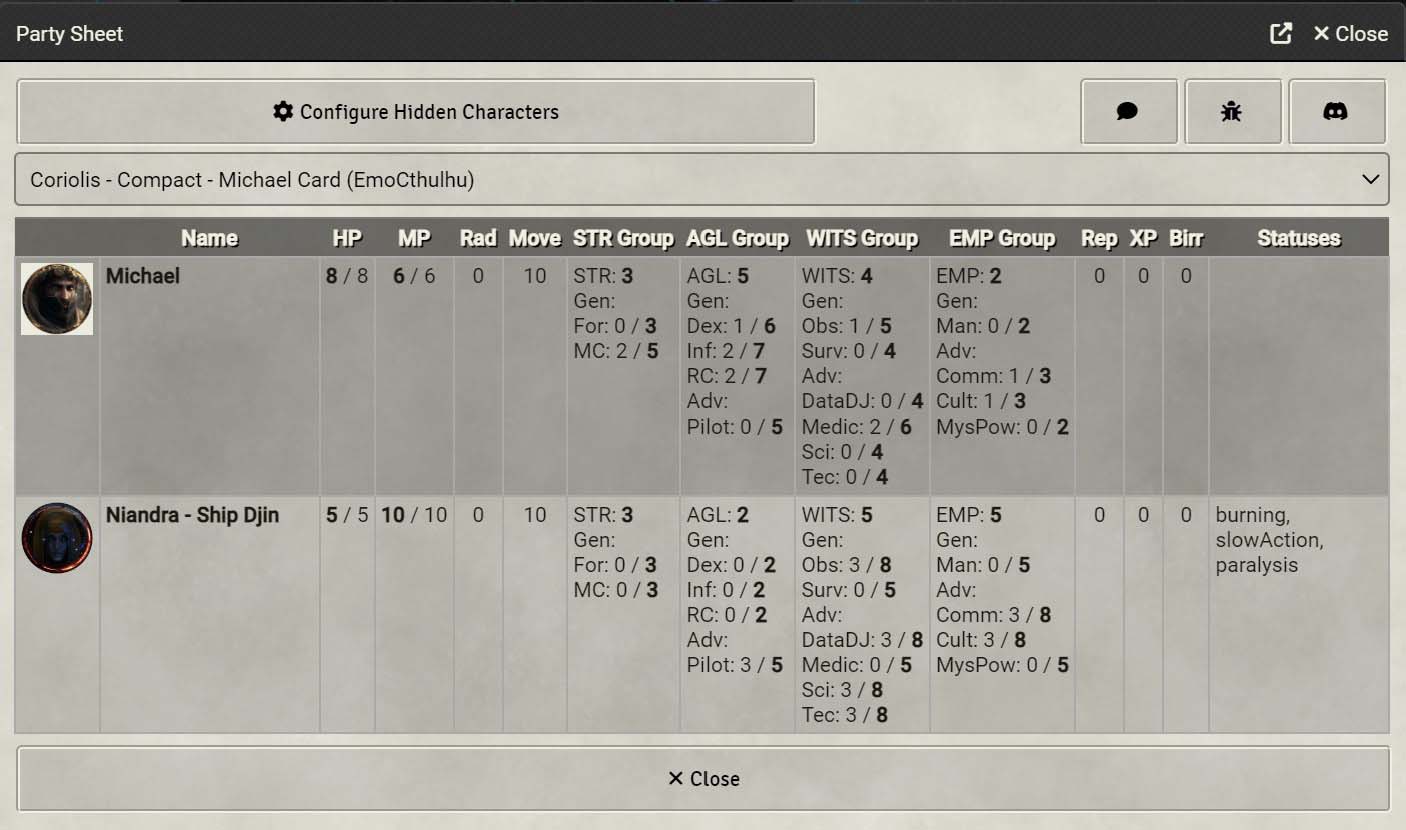 Party Sheet
Close
Configure Hidden Characters
Coriolis - Compact - Michael Card (EmoCthulhu)
Name HP MP Rad Move STR Group AGL Group WITS Group EMP Group Rep XP Birr Statuses
Michael 8 / 8 6 / 6 0 10 STR: 3 AGL: 5 WITS: 4 EMP: 2 0 0 0
Gen: Gen: Gen: Gen:
For: 0 / 3 Dex: 1 / 6 Obs: 1 / 5 Man: 0 / 2
MC: 2 / 5 Inf: 2 / 7 Surv: 0 / 4 Adv:
RC: 2 / 7 Adv: Comm: 1 / 3
Adv: DataDJ: 0 / 4 Cult: 1 / 3
Pilot: 0 / 5 Medic: 2 / 6 MysPow: 0 / 2
Sci: 0 / 4
Tec: 0 / 4
Niandra - Ship Djin 5 / 5 10 / 10 0 10 STR: 3 AGL: 2 WITS: 5 EMP: 5 0 0 0 burning,
Gen: Gen: Gen: Gen: slowAction,
For: 0 / 3 Dex: 0 / 2 Obs: 3 / 8 Man: 0 / 5 paralysis
MC: 0 / 3 Inf: 0 / 2 Surv: 0 / 5 Adv:
RC: 0 / 2 Adv: Comm: 3 / 8
Adv: DataDJ: 3 / 8 Cult: 3 / 8
Pilot: 3 / 5 Medic: 0 / 5 MysPow: 0 / 5
Sci: 3 / 8
Tec: 3 / 8
Close